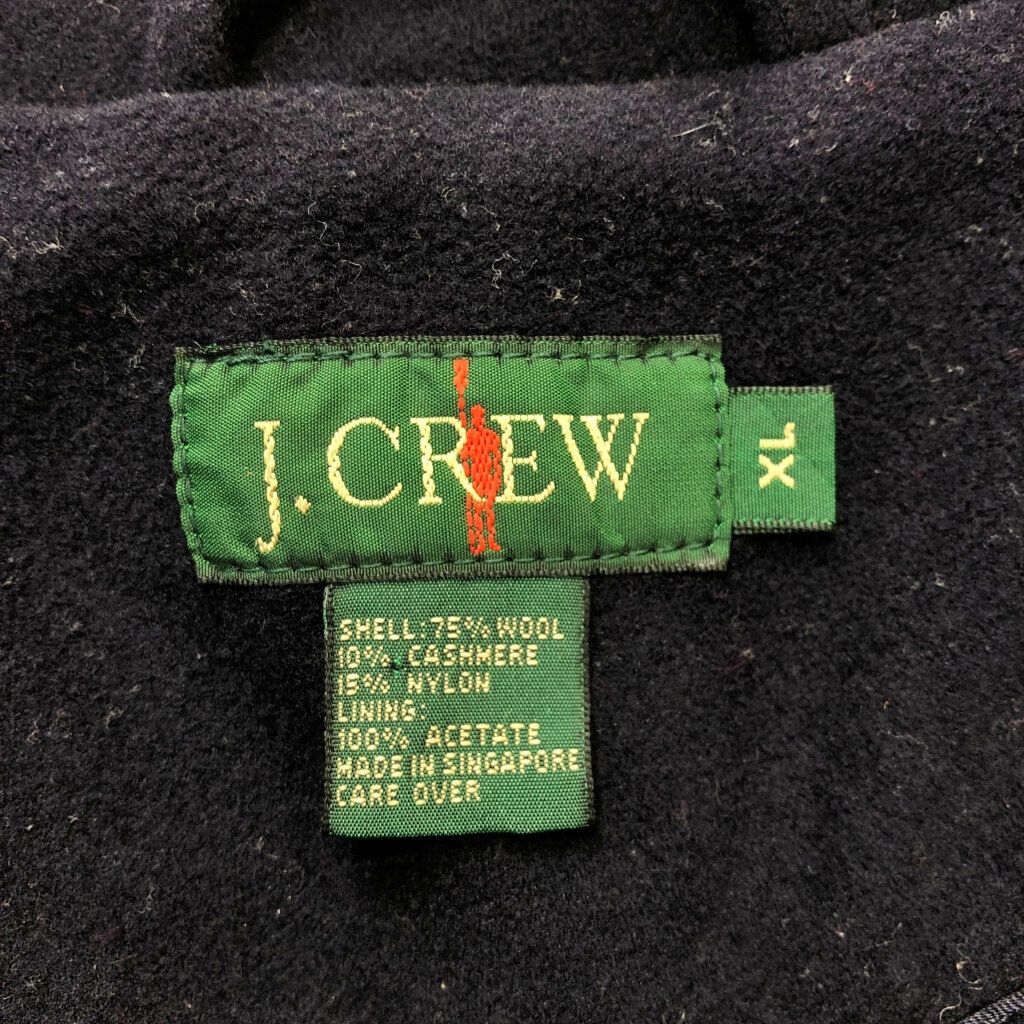 J. CREW
XL
SHELL: 75% WOOL
10% CASHMERE
15% NYLON
LINING:
100% ACETATE
MADE IN SINGAPORE
CARE OVER